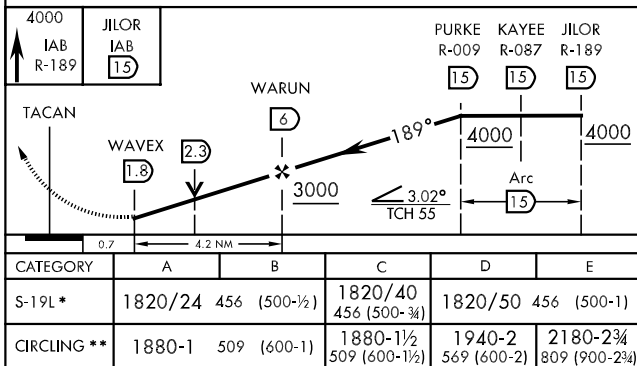 4000
IAB
R-189
JILOR
IAB
15
PURKE KAYEE JILOR
R-009 R-087 R-189
15 15 15
WARUN
6
TACAN
WAVEX
1.8
2.3
189°
4000 4000
3000
3.02°
TCH 55
Arc
15
0.7 4.2 NM
CATEGORY A B C D E
S-19L * 1820/24 456 (500-½) 1820/40 456 (500-¾) 1820/50 456 (500-1)
CIRCLING ** 1880-1 509 (600-1) 1880-1½ 509 (600-1½) 1940-2 569 (600-2) 2180-2¾ 809 (900-2¾)